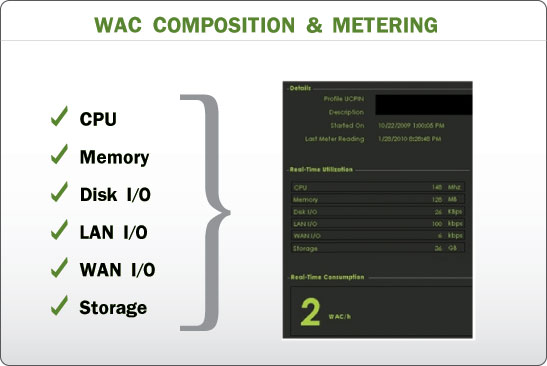 WAC COMPOSITION & METERING
CPU
Memory
Disk I/O
LAN I/O
WAN I/O
Storage
Details
Profile UCPIN
Description
Started On 10/22/2009 1:00:05 PM
Last Meter Reading 1/28/2010 8:28:48 PM
Real-Time Utilization
CPU 148 MHz
Memory 128 MB
Disk I/O 26 KBps
LAN I/O 100 kbps
WAN I/O 6 kbps
Storage 36 GB
Real-Time Consumption
2 WAC/h